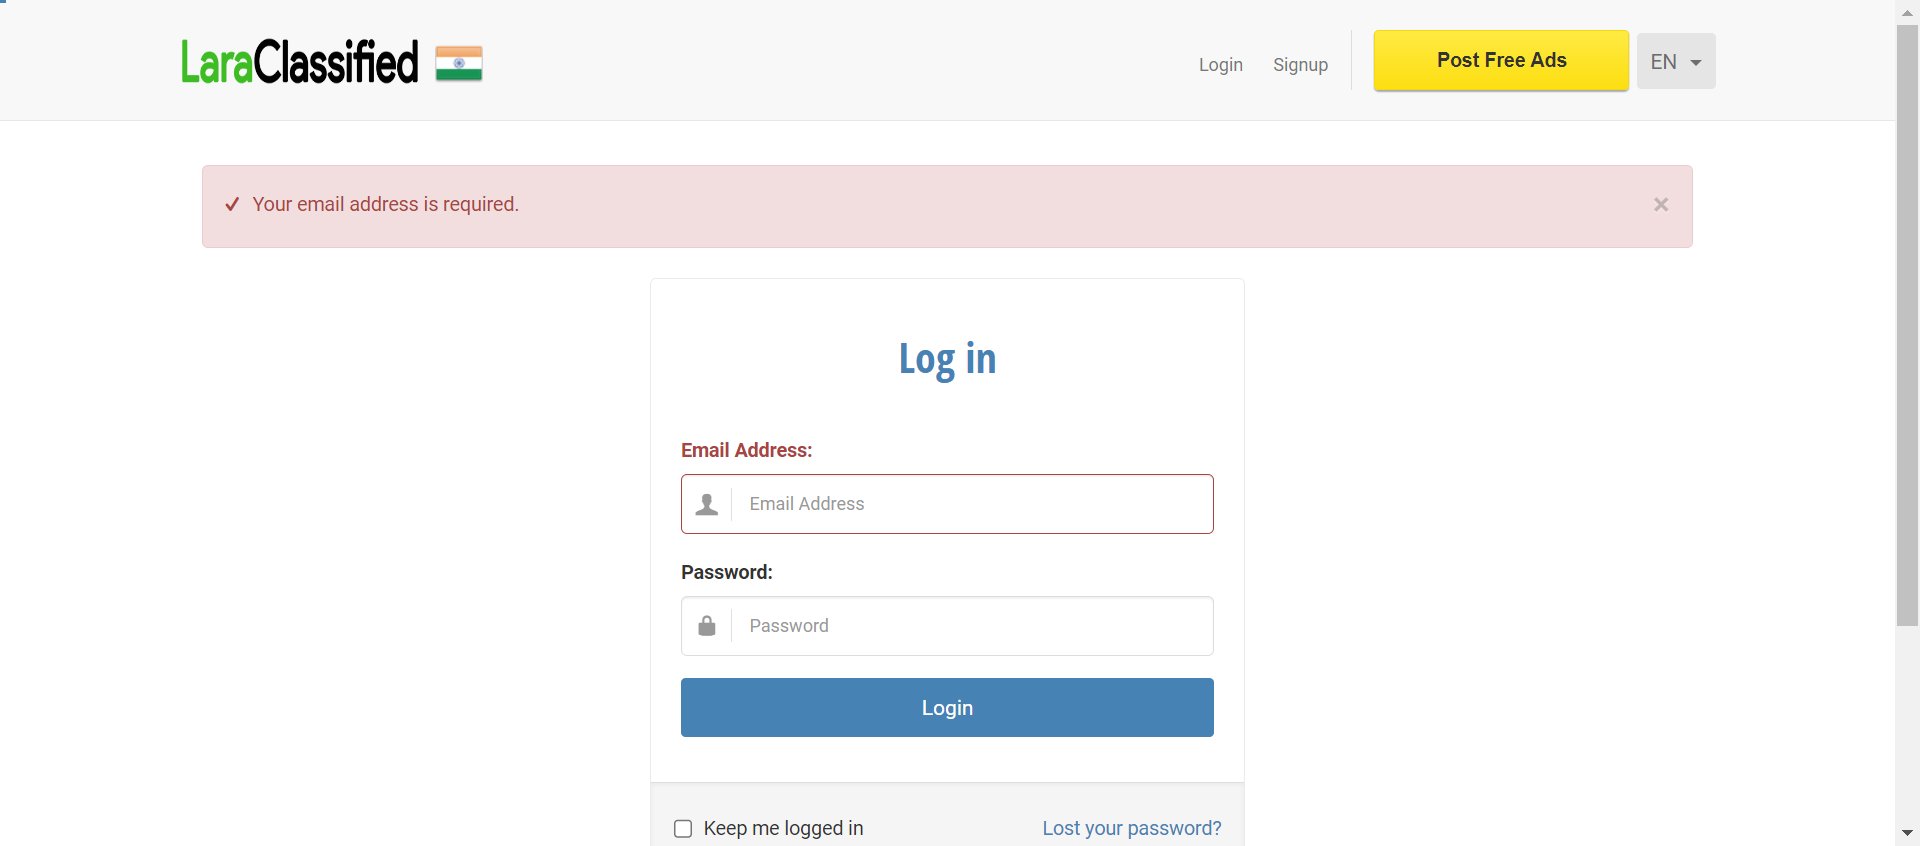 LaraClassified
Login Signup Post Free Ads EN
Your email address is required.
Log in
Email Address:
Email Address
Password:
Password
Login
Keep me logged in Lost your password?